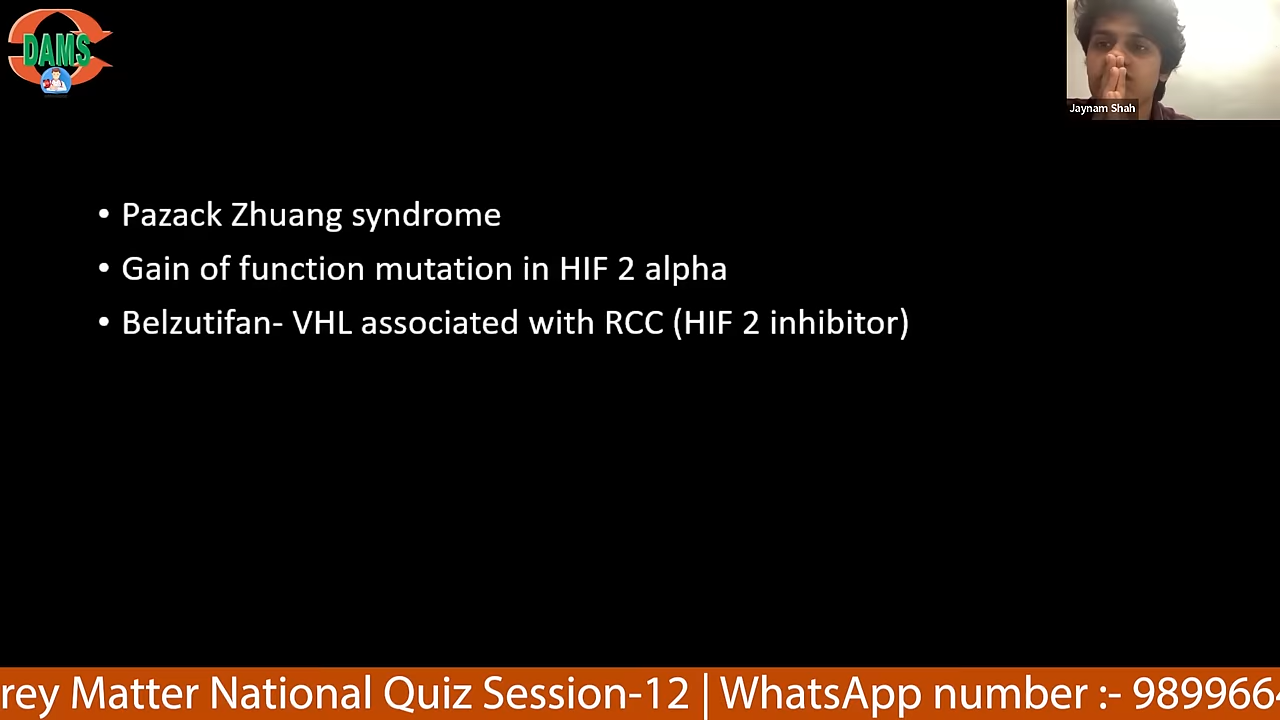 DAMS
Jaynam Shah
• Pazack Zhuang syndrome
• Gain of function mutation in HIF 2 alpha
• Belzutifan- VHL associated with RCC (HIF 2 inhibitor)
rey Matter National Quiz Session-12 | WhatsApp number :- 989966